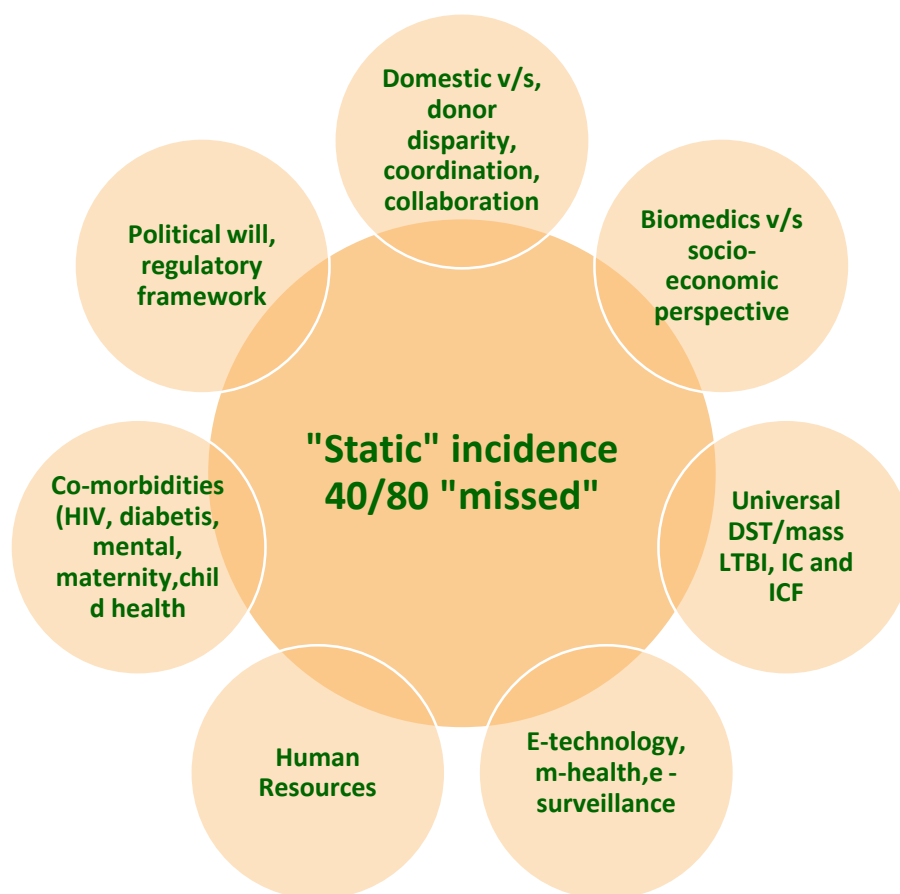 Domestic v/s,
donor
disparity,
coordination,
collaboration
Biomedics v/s
socio-
economic
perspective
Universal
DST/mass
LTBI, IC and
ICF
E-technology,
m-health,e -
surveillance
Human
Resources
Co-morbidities
(HIV, diabetis,
mental,
maternity,chil
d health
Political will,
regulatory
framework
"Static" incidence
40/80 "missed"